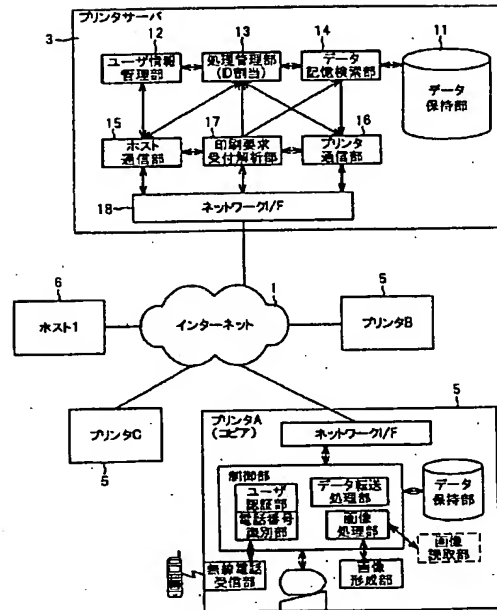 プリンタサーバ
3
12
13
14
11
ユーザ情報
管理部
処理管理部
(ID割当)
データ
記憶検索部
データ
保持部
15
17
16
ホスト
通信部
印刷要求
受付解析部
プリンタ
通信部
18
ネットワークI/F
6
1
5
ホスト1
インターネット
プリンタB
プリンタC
5
5
プリンタA
(コピア)
ネットワークI/F
制御部
ユーザ
認証部
データ転送
処理部
データ
保持部
電話番号
識別部
画像
処理部
画像
読取部
無線電話
受信部
画像
形成部